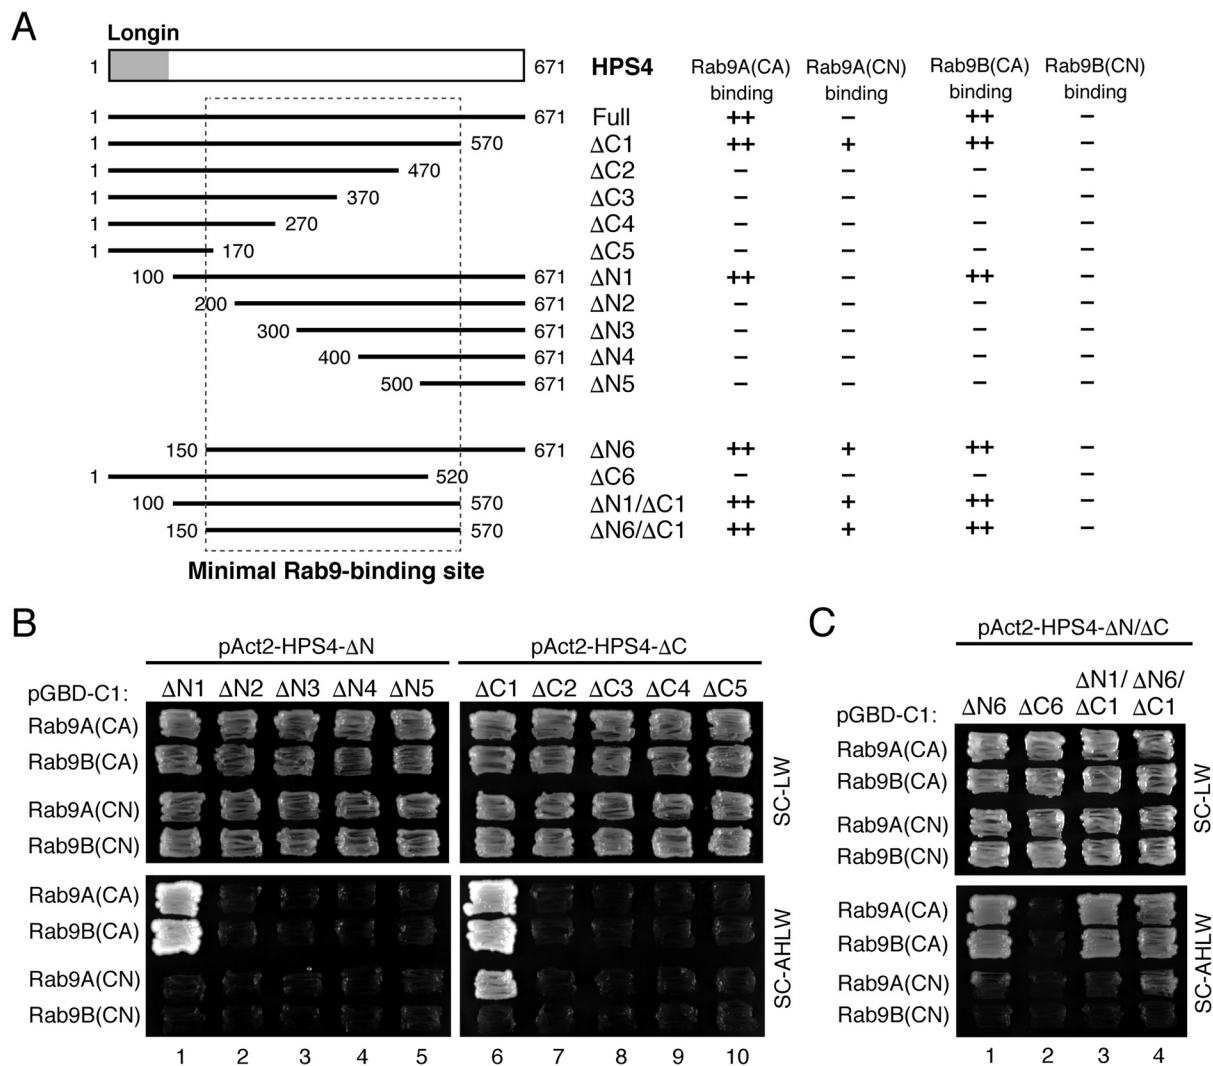 A
Longin
1 671 HPS4 Rab9A(CA) binding Rab9A(CN) binding Rab9B(CA) binding Rab9B(CN) binding
1 671 Full ++ − ++ −
1 570 ΔC1 ++ + ++ −
1 470 ΔC2 − − − −
1 370 ΔC3 − − − −
1 270 ΔC4 − − − −
1 170 ΔC5 − − − −
100 671 ΔN1 ++ − ++ −
200 671 ΔN2 − − − −
300 671 ΔN3 − − − −
400 671 ΔN4 − − − −
500 671 ΔN5 − − − −
150 671 ΔN6 ++ + ++ −
1 520 ΔC6 − − − −
100 570 ΔN1/ΔC1 ++ + ++ −
150 570 ΔN6/ΔC1 ++ + ++ −
Minimal Rab9-binding site
B
pAct2-HPS4-ΔN pAct2-HPS4-ΔC
pGBD-C1: ΔN1 ΔN2 ΔN3 ΔN4 ΔN5 ΔC1 ΔC2 ΔC3 ΔC4 ΔC5
Rab9A(CA)
Rab9B(CA)
Rab9A(CN)
Rab9B(CN)
SC-LW
Rab9A(CA)
Rab9B(CA)
Rab9A(CN)
Rab9B(CN)
SC-AHLW
1 2 3 4 5 6 7 8 9 10
C
pAct2-HPS4-ΔN/ΔC
ΔN1/ ΔN6/
ΔN6 ΔC6 ΔC1 ΔC1
pGBD-C1:
Rab9A(CA)
Rab9B(CA)
Rab9A(CN)
Rab9B(CN)
SC-LW
Rab9A(CA)
Rab9B(CA)
Rab9A(CN)
Rab9B(CN)
SC-AHLW
1 2 3 4